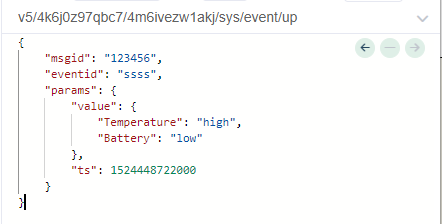 v5/4k6j0z97qbc7/4m6ivezw1akj/sys/event/up
{
    "msgid": "123456",
    "eventid": "ssss",
    "params": {
        "value": {
            "Temperature": "high",
            "Battery": "low"
        },
        "ts": 1524448722000
    }
}